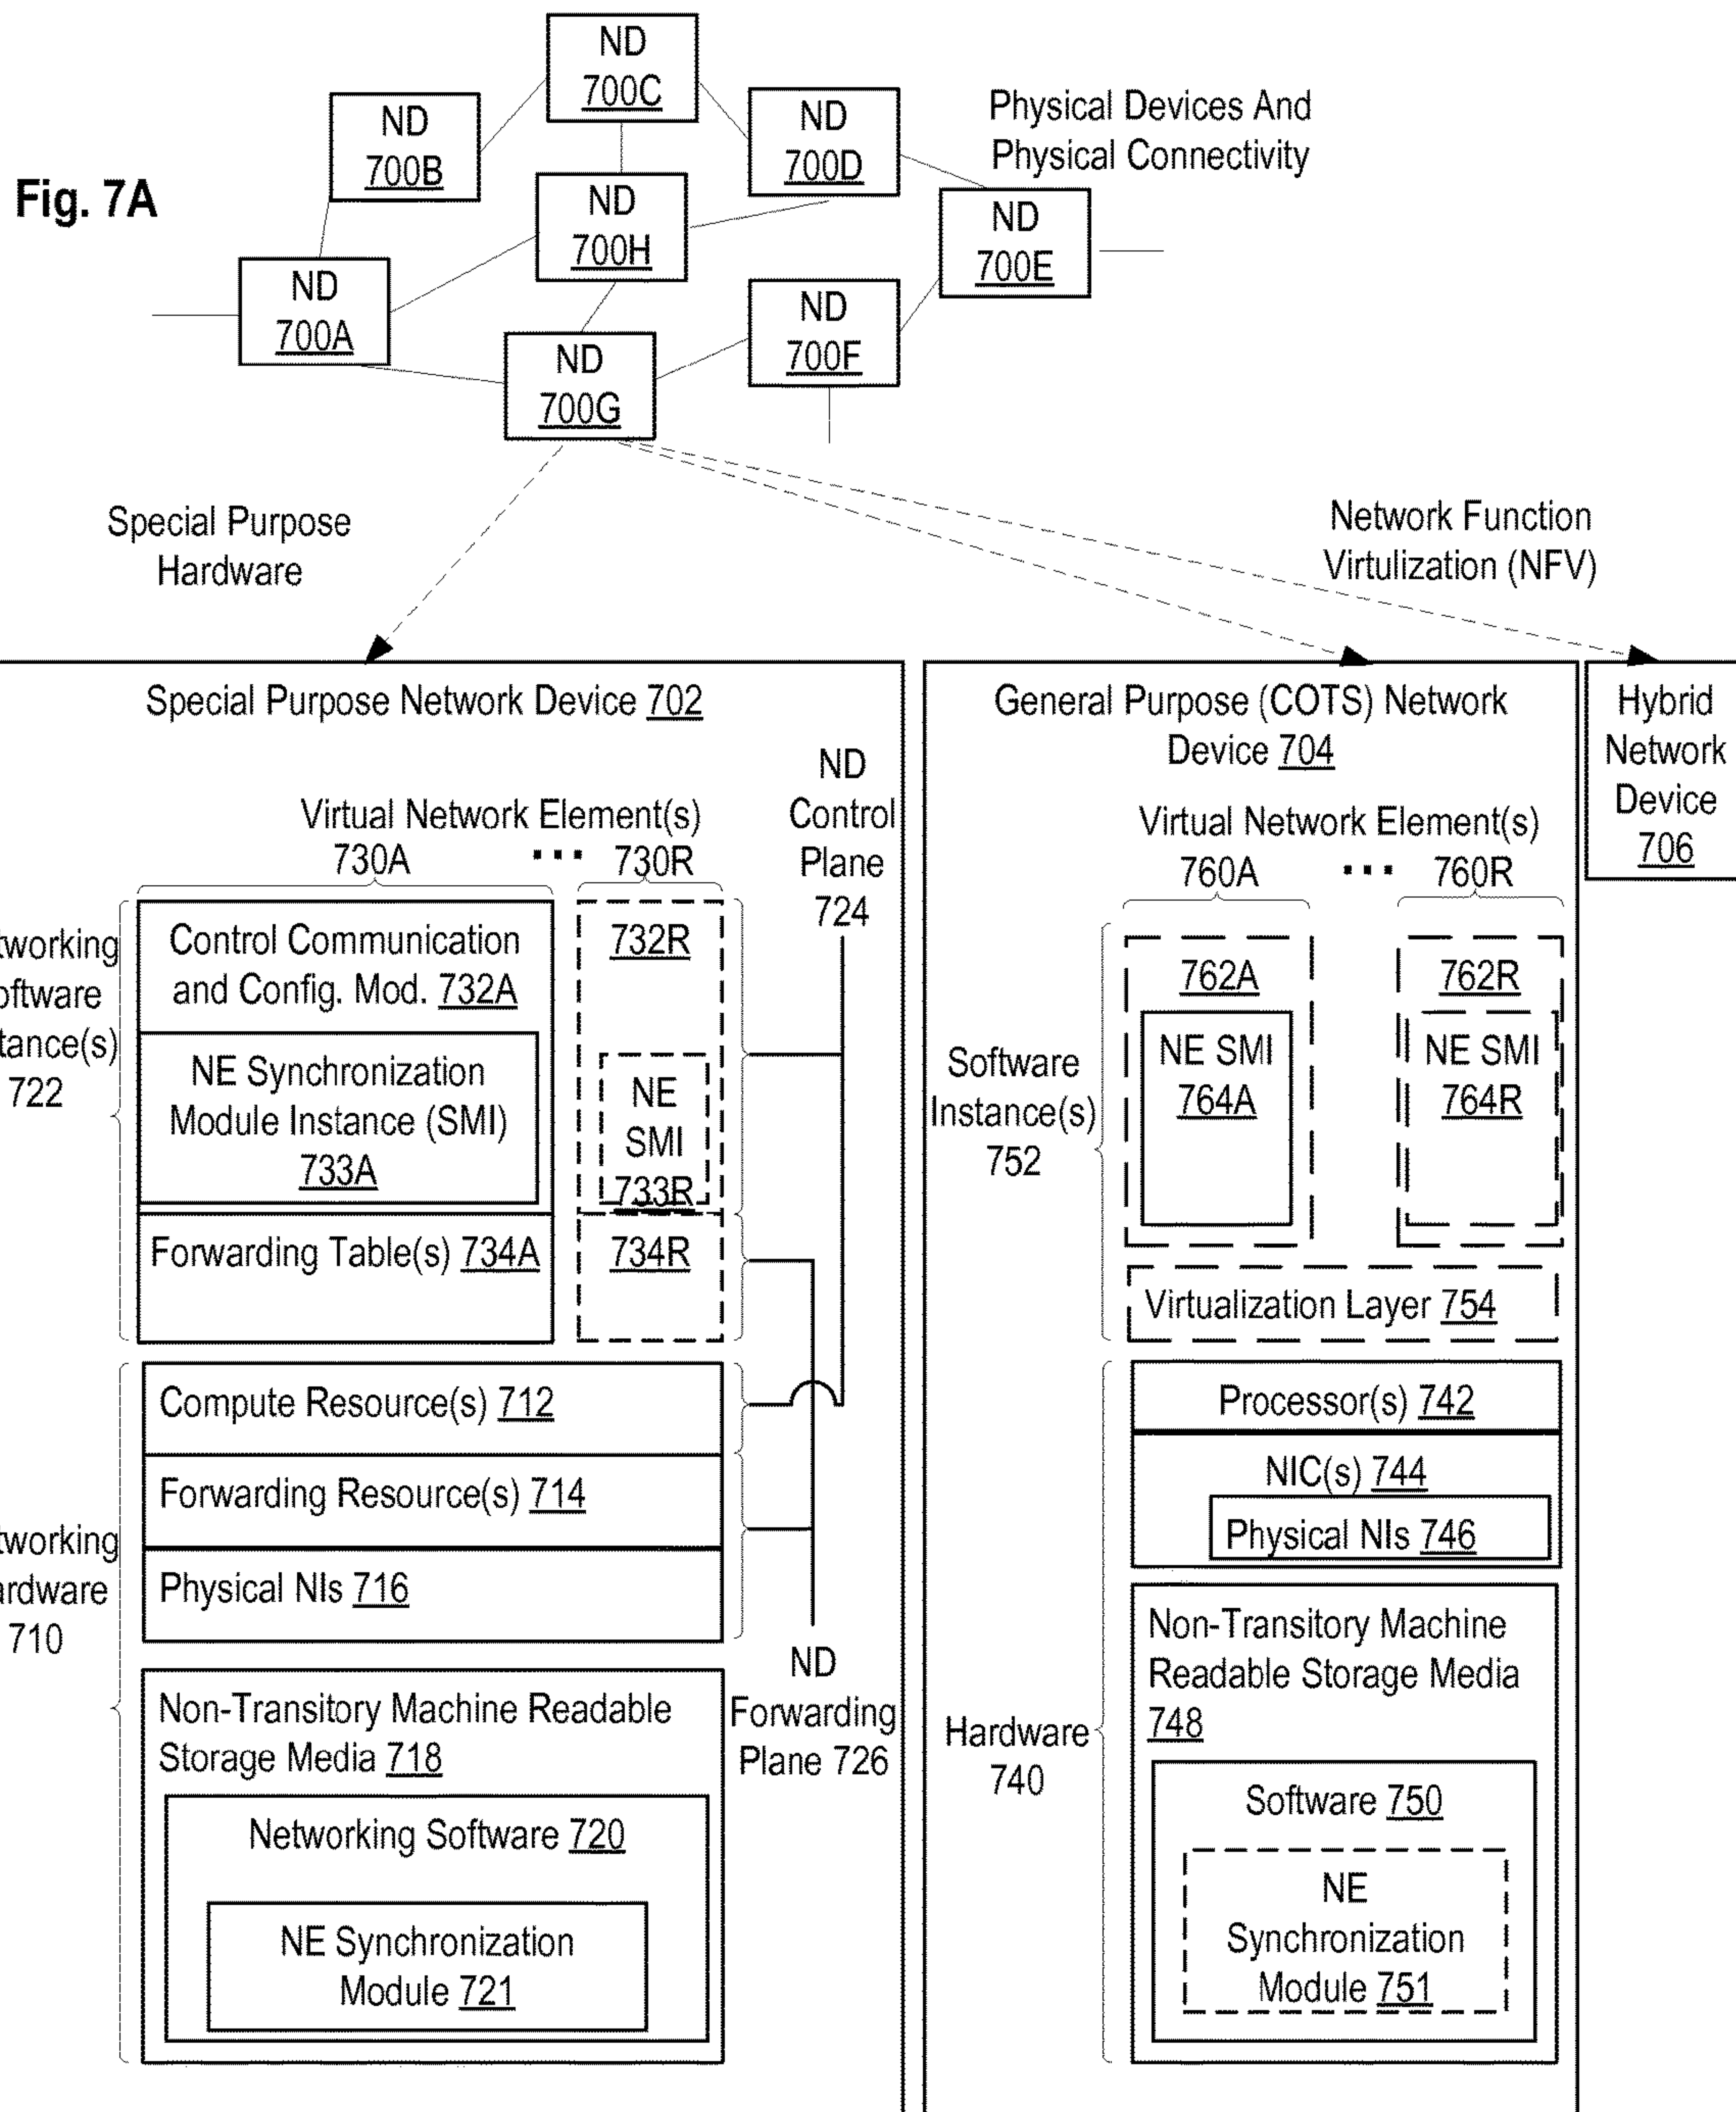 Fig. 7A
ND
700C
ND
700B
ND
700D
Physical Devices And
Physical Connectivity
ND
700H
ND
700E
ND
700A
ND
700F
ND
700G
Special Purpose
Hardware
Network Function
Virtulization (NFV)
Special Purpose Network Device 702
ND
Control
Plane
724
Virtual Network Element(s)
730A ... 730R
tworking
oftware
tance(s)
722
Control Communication
and Config. Mod. 732A
NE Synchronization
Module Instance (SMI)
733A
Forwarding Table(s) 734A
732R
NE
SMI
733R
734R
tworking
ardware
710
Compute Resource(s) 712
Forwarding Resource(s) 714
Physical NIs 716
ND
Forwarding
Plane 726
Non-Transitory Machine Readable
Storage Media 718
Networking Software 720
NE Synchronization
Module 721
General Purpose (COTS) Network
Device 704
Virtual Network Element(s)
760A ... 760R
Software
Instance(s)
752
762A
NE SMI
764A
762R
NE SMI
764R
Virtualization Layer 754
Hardware
740
Processor(s) 742
NIC(s) 744
Physical NIs 746
Non-Transitory Machine
Readable Storage Media
748
Software 750
NE
Synchronization
Module 751
Hybrid
Network
Device
706